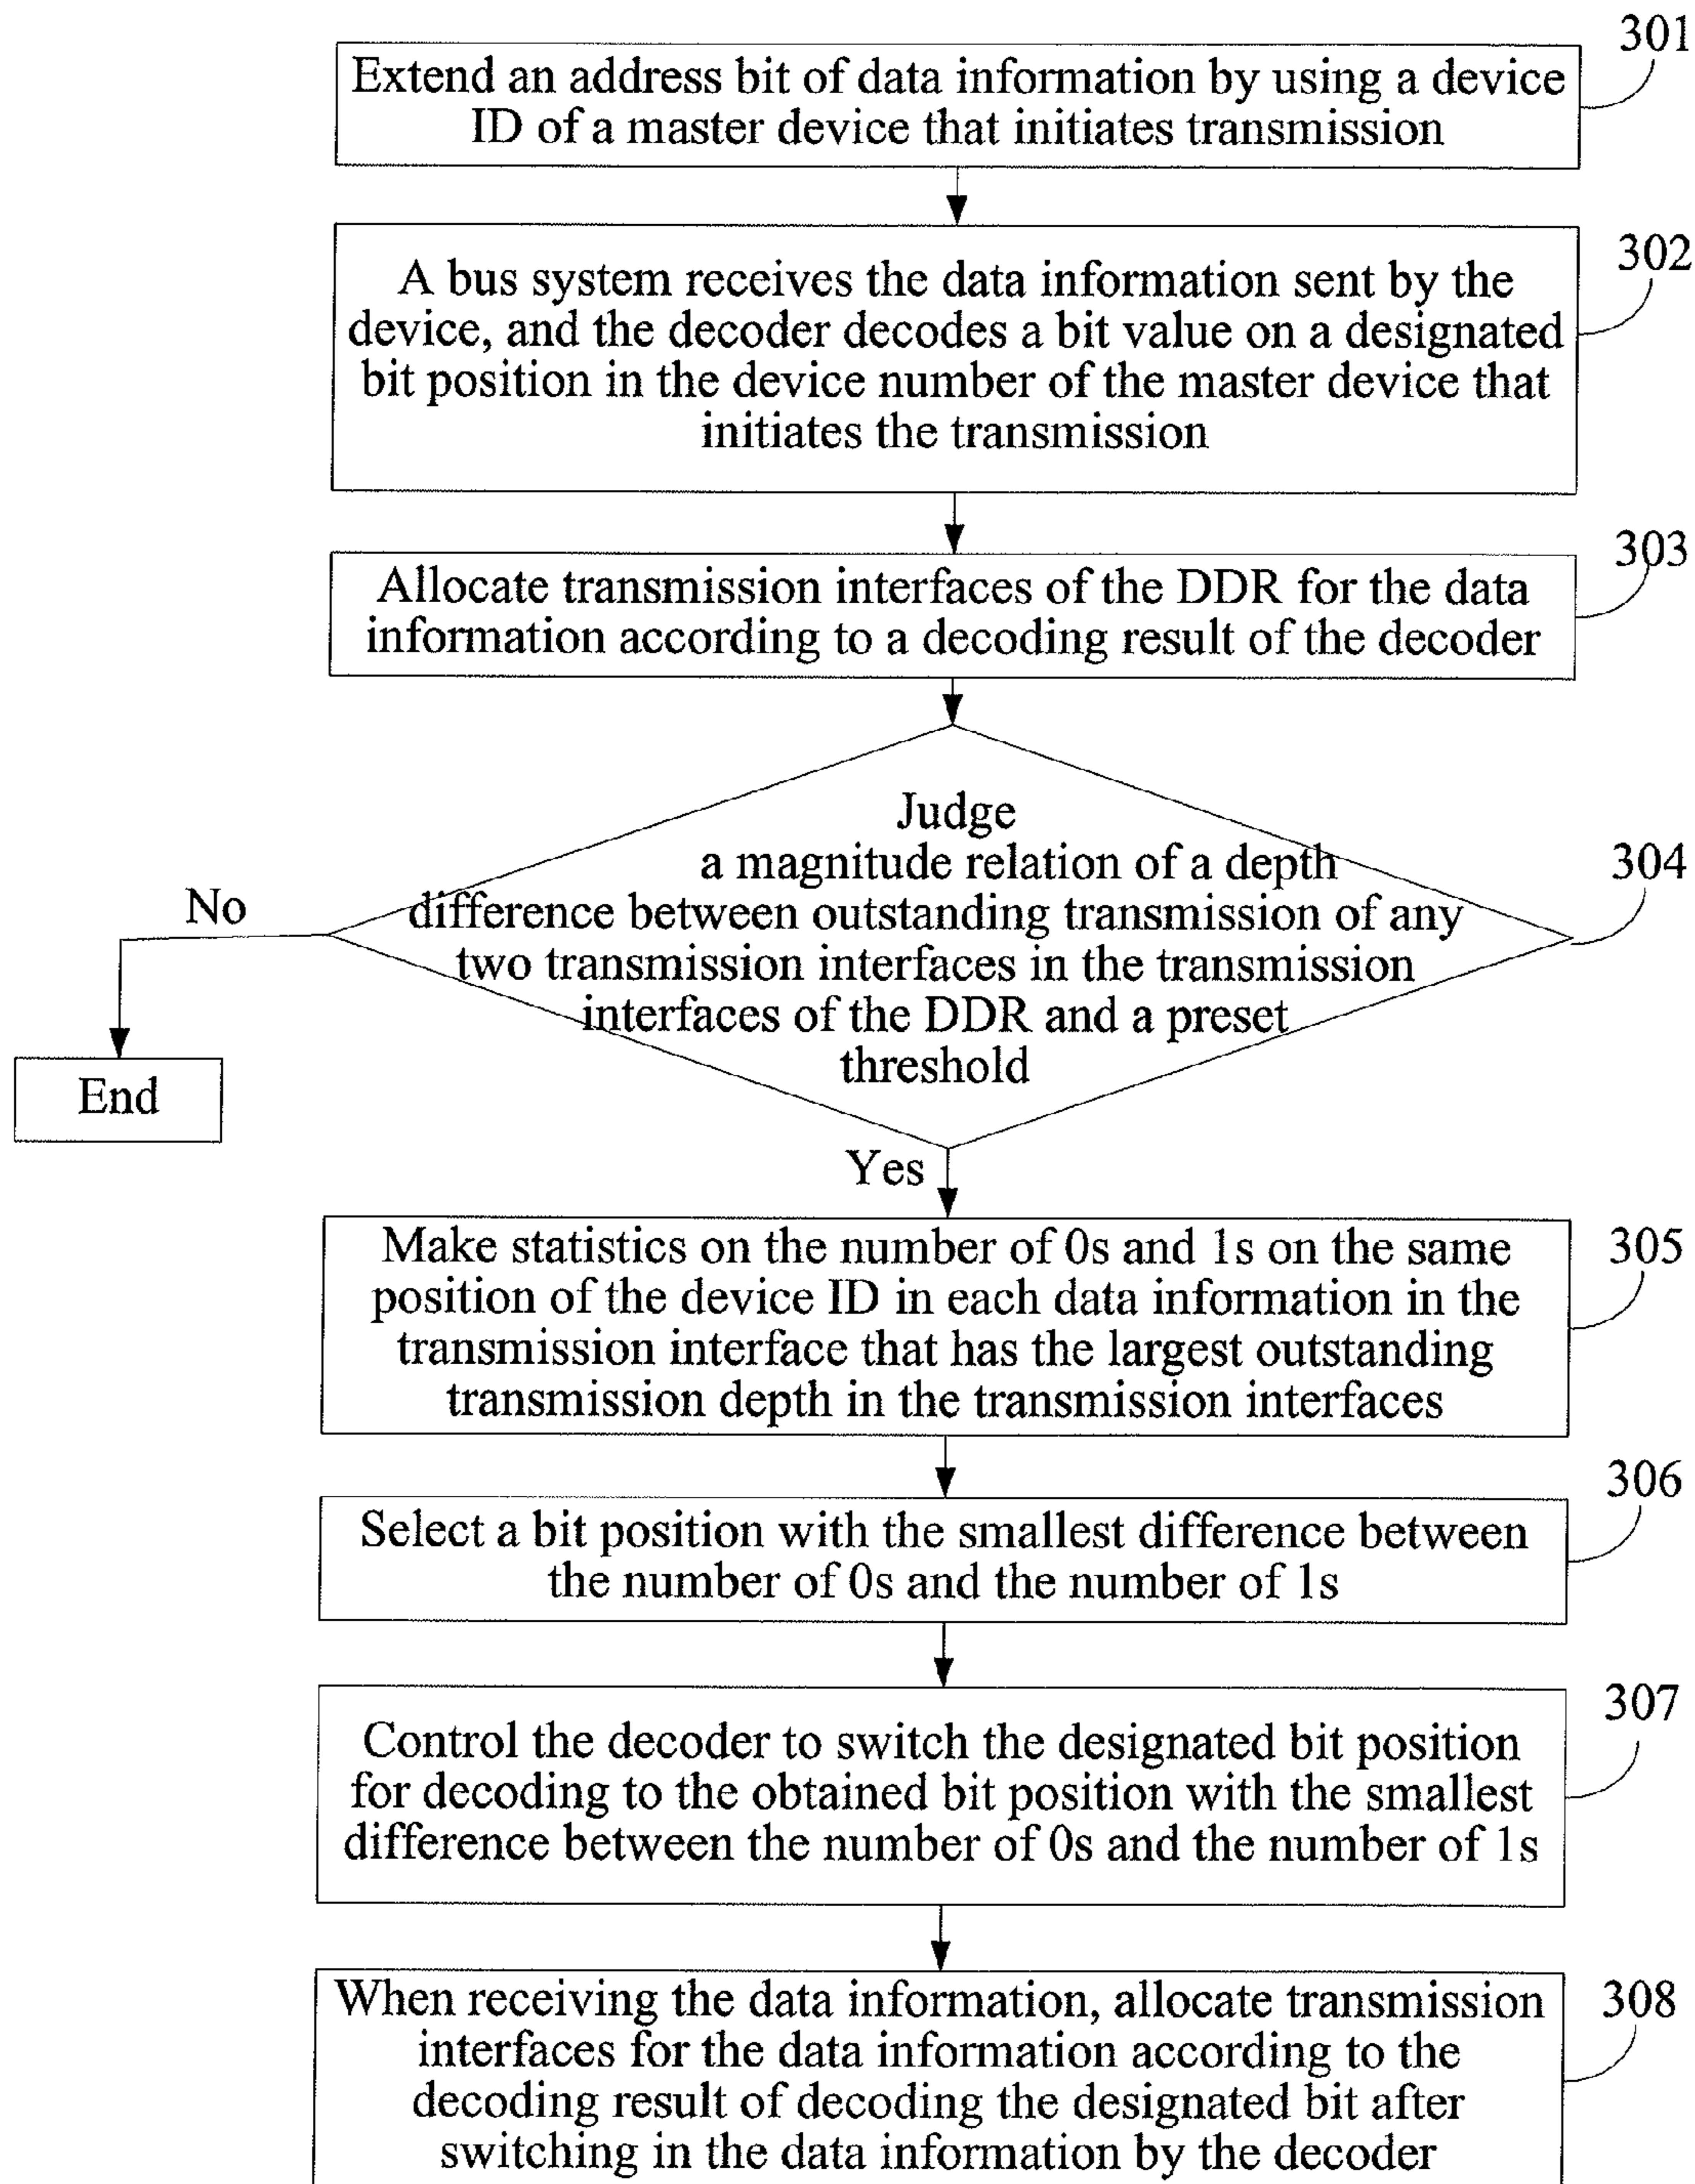 301
Extend an address bit of data information by using a device
ID of a master device that initiates transmission
302
A bus system receives the data information sent by the
device, and the decoder decodes a bit value on a designated
bit position in the device number of the master device that
initiates the transmission
303
Allocate transmission interfaces of the DDR for the data
information according to a decoding result of the decoder
Judge
a magnitude relation of a depth
304
No
difference between outstanding transmission of any
two transmission interfaces in the transmission
interfaces of the DDR and a preset
threshold
End
Yes
Make statistics on the number of 0s and 1s on the same
305
position of the device ID in each data information in the
transmission interface that has the largest outstanding
transmission depth in the transmission interfaces
306
Select a bit position with the smallest difference between
the number of 0s and the number of 1s
307
Control the decoder to switch the designated bit position
for decoding to the obtained bit position with the smallest
difference between the number of 0s and the number of 1s
When receiving the data information, allocate transmission
308
interfaces for the data information according to the
decoding result of decoding the designated bit after
switching in the data information by the decoder